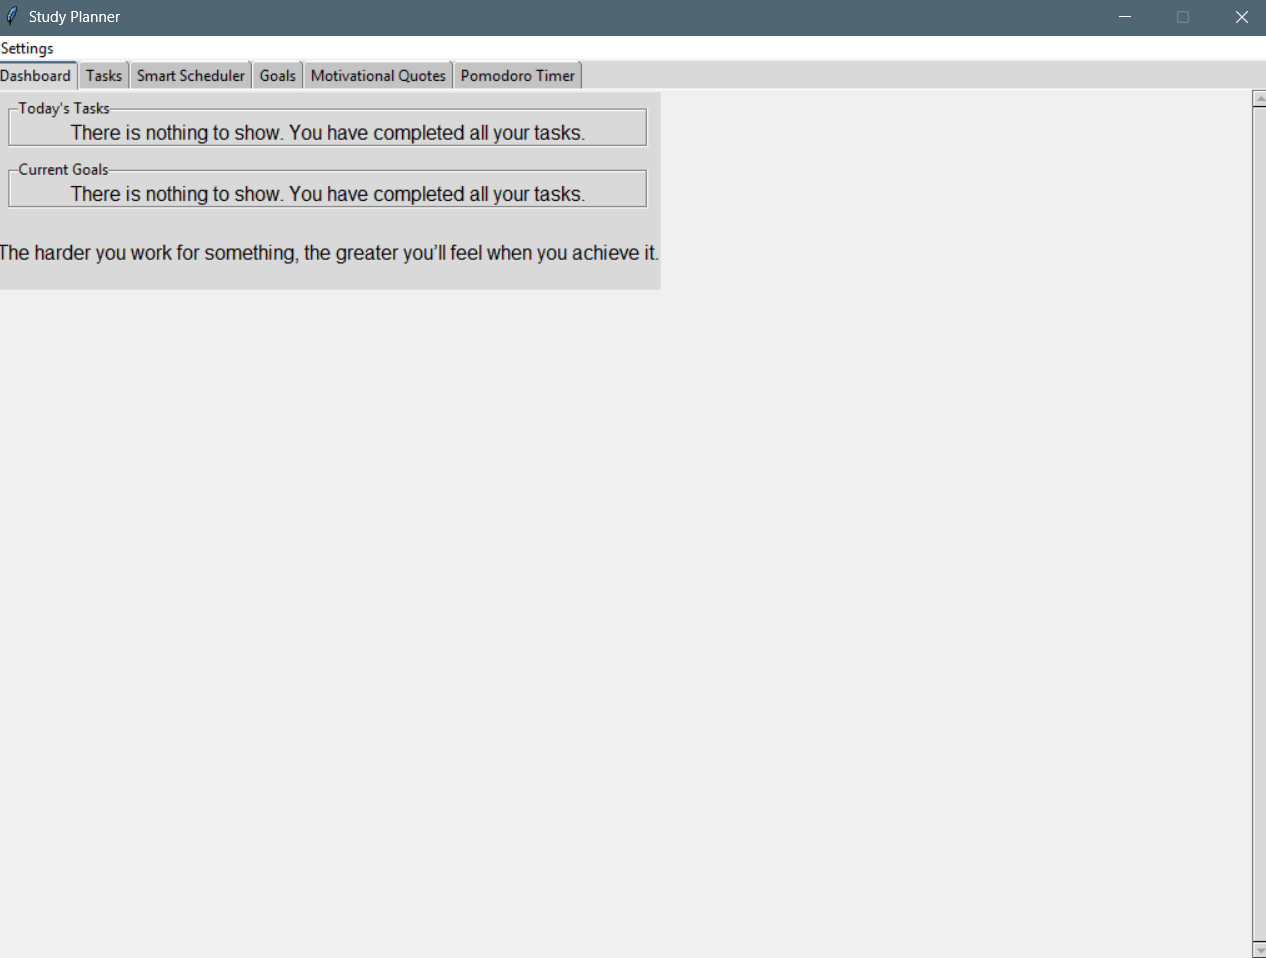 Study Planner
Settings
Dashboard Tasks Smart Scheduler Goals Motivational Quotes Pomodoro Timer
Today's Tasks
There is nothing to show. You have completed all your tasks.
Current Goals
There is nothing to show. You have completed all your tasks.
The harder you work for something, the greater you’ll feel when you achieve it.